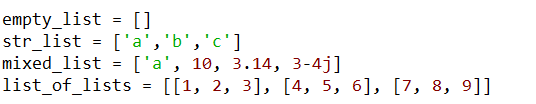 empty_list = []
str_list = ['a','b','c']
mixed_list = ['a', 10, 3.14, 3-4j]
list_of_lists = [[1, 2, 3], [4, 5, 6], [7, 8, 9]]